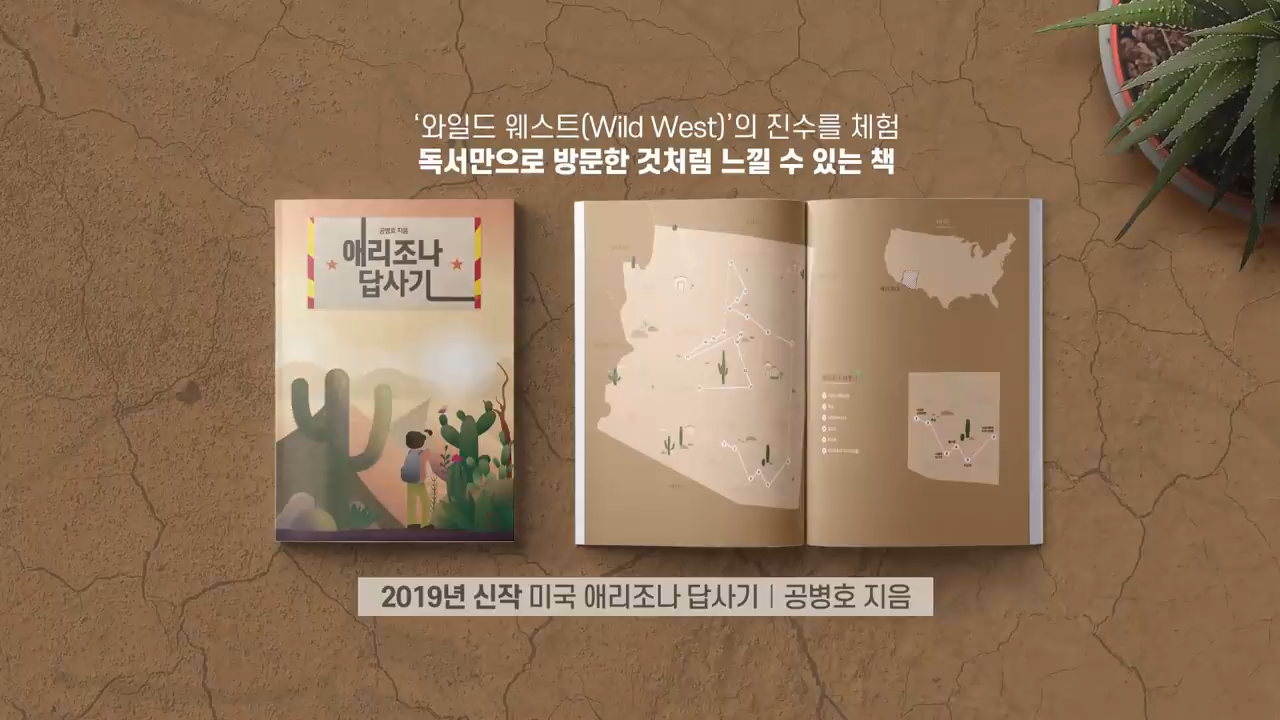 ‘와일드 웨스트(Wild West)’의 진수를 체험
독서만으로 방문한 것처럼 느낄 수 있는 책
공병호 지음
애리조나
답사기
2019년 신작 미국 애리조나 답사기 | 공병호 지음